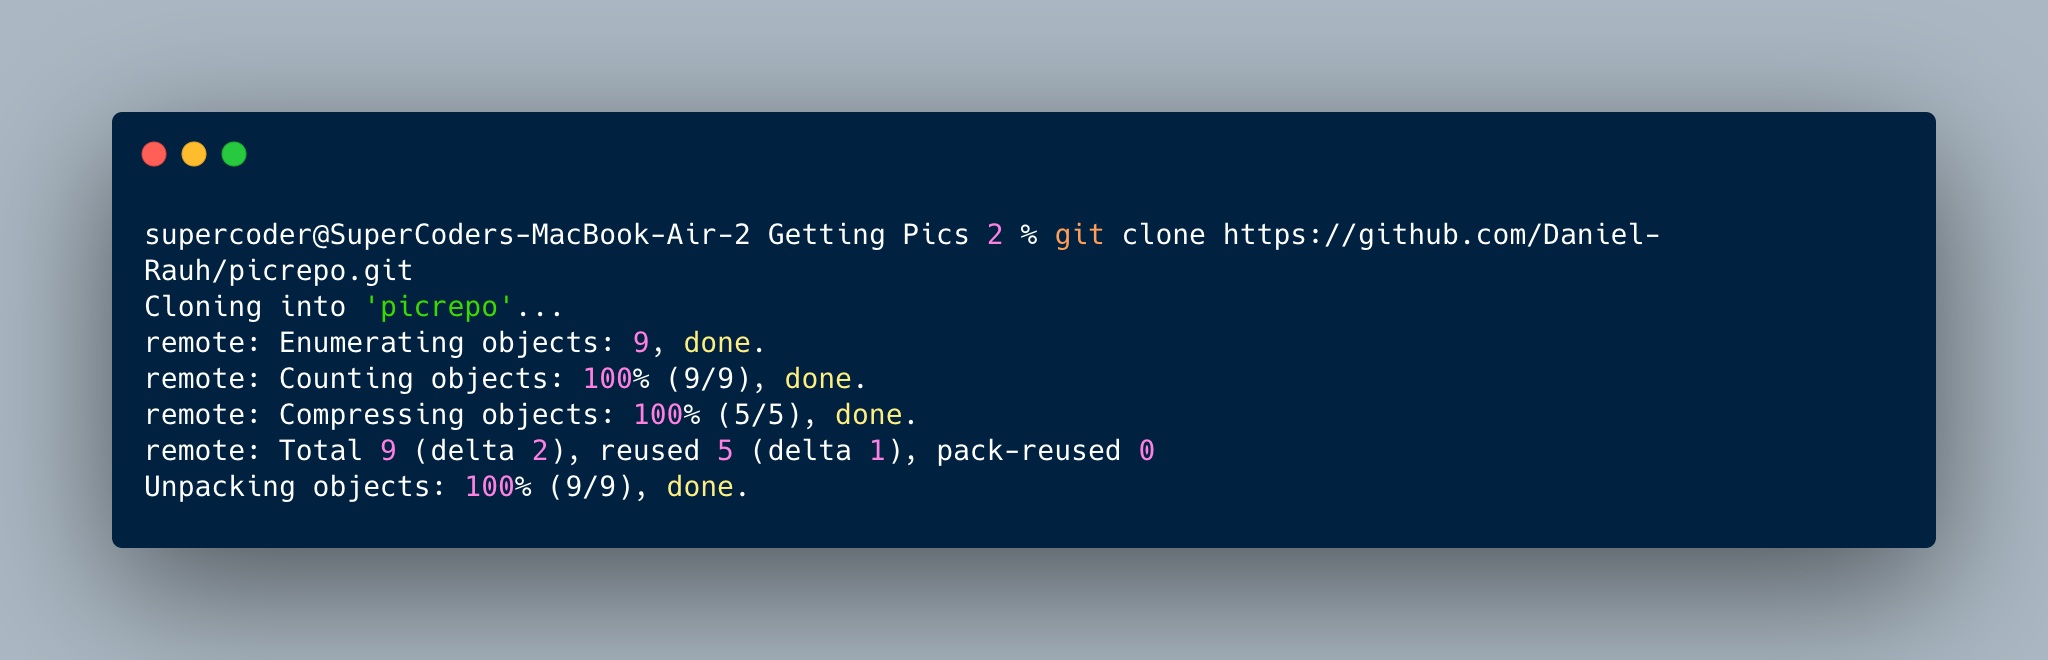 supercoder@SuperCoders-MacBook-Air-2 Getting Pics 2 % git clone https://github.com/Daniel-
Rauh/picrepo.git
Cloning into 'picrepo'...
remote: Enumerating objects: 9, done.
remote: Counting objects: 100% (9/9), done.
remote: Compressing objects: 100% (5/5), done.
remote: Total 9 (delta 2), reused 5 (delta 1), pack-reused 0
Unpacking objects: 100% (9/9), done.